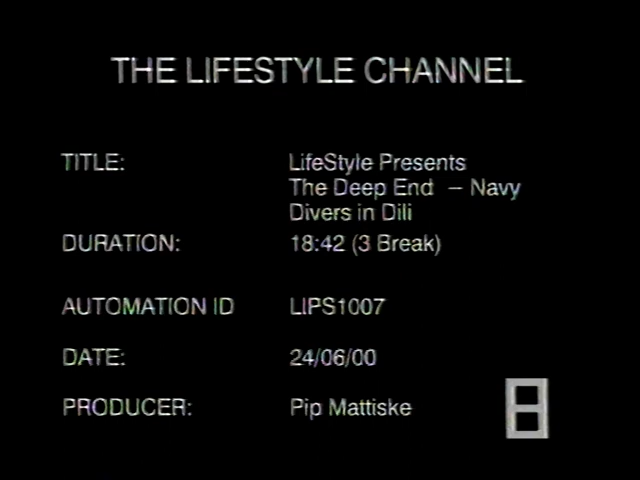 THE LIFESTYLE CHANNEL
TITLE: LifeStyle Presents
The Deep End – Navy
Divers in Dili
DURATION: 18:42 (3 Break)
AUTOMATION ID LIPS1007
DATE: 24/06/00
PRODUCER: Pip Mattiske
8